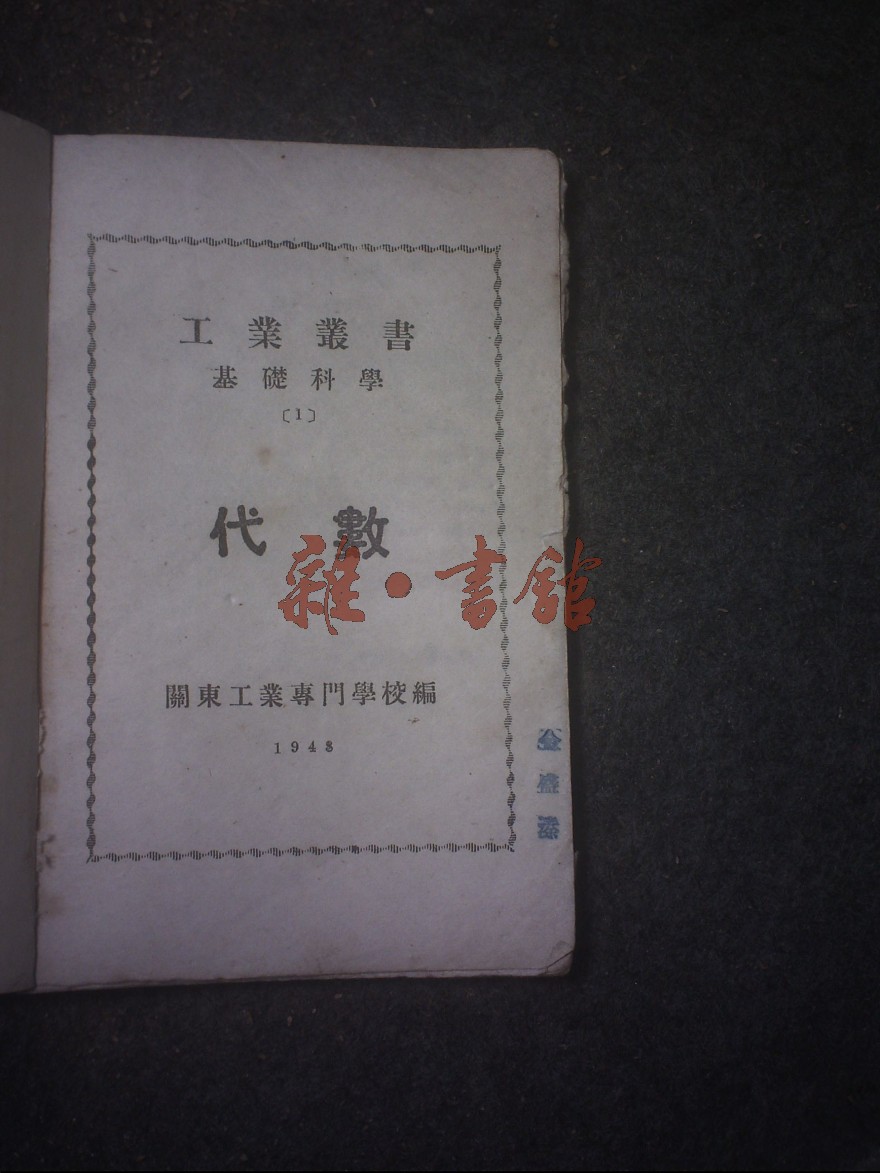 工業叢書
基礎科學
〔1〕
代數
雜·書館
關東工業專門學校編
1948